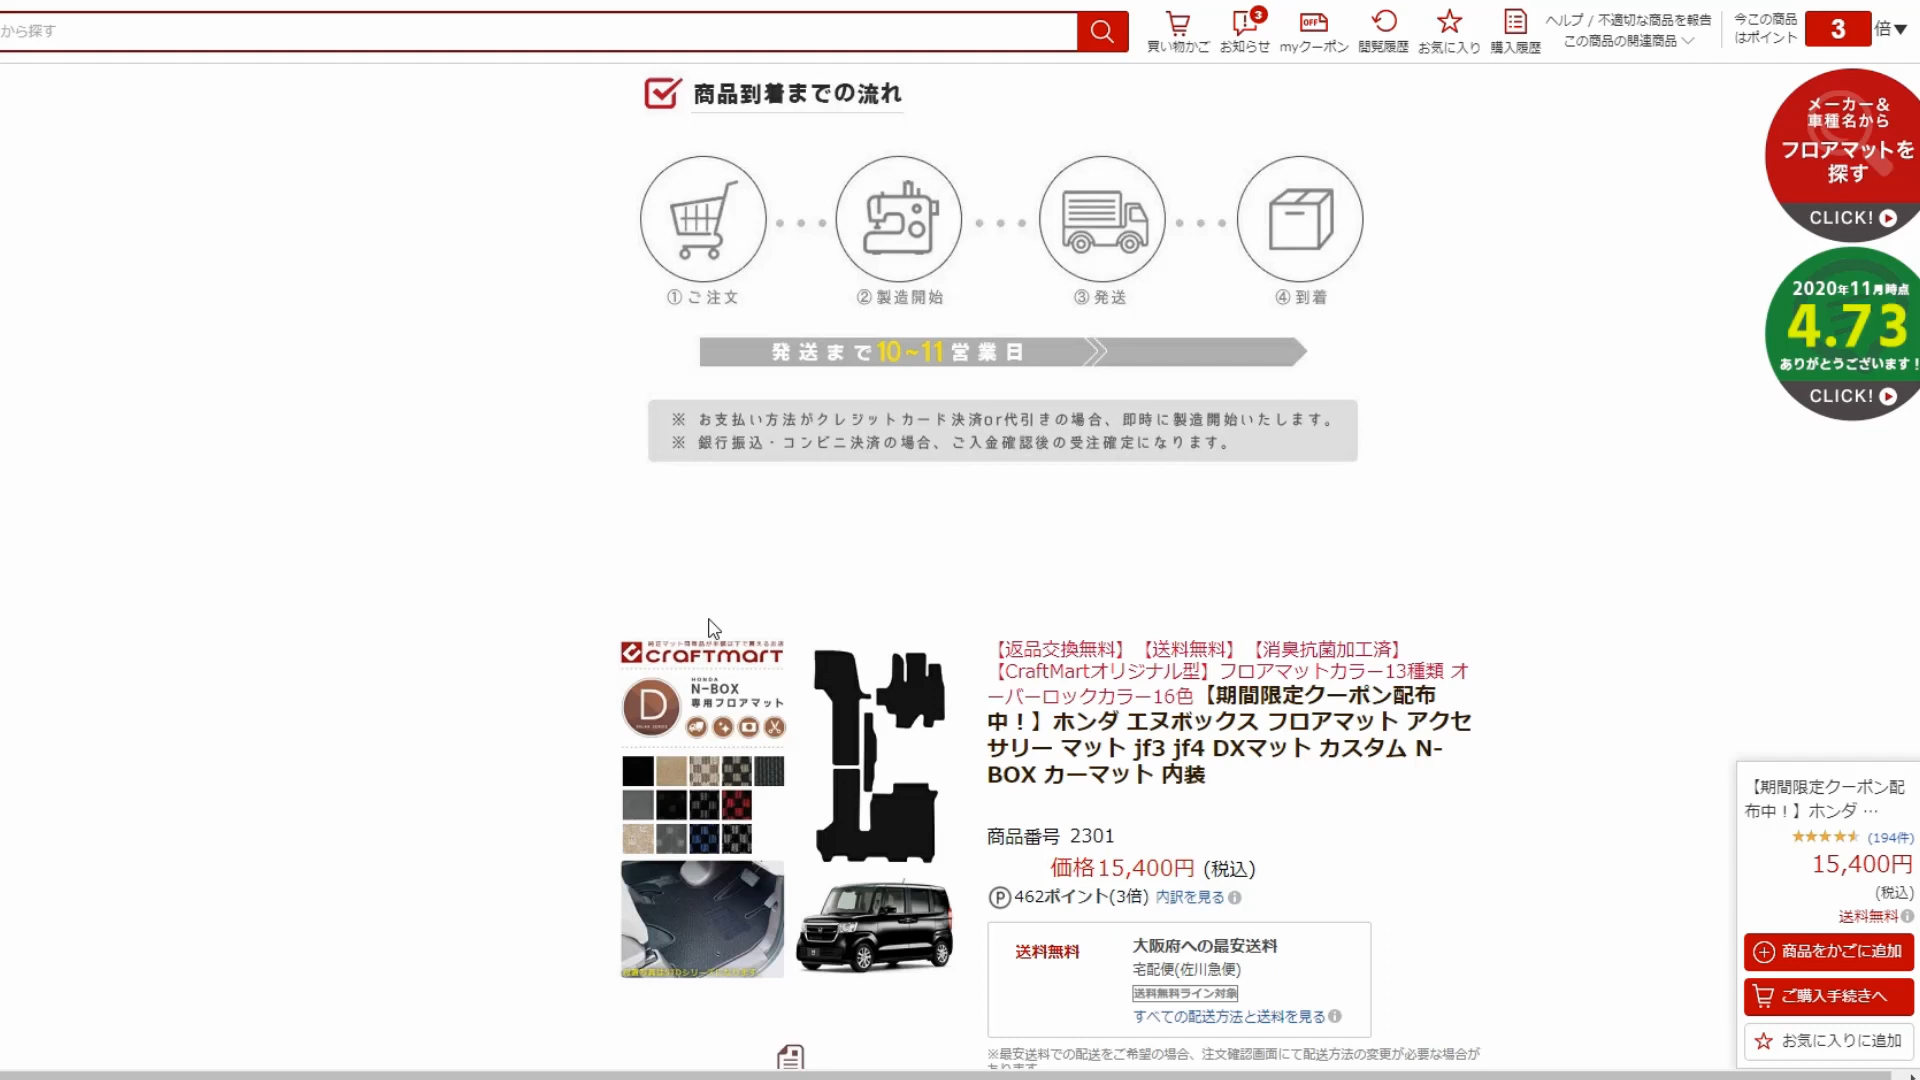 から探す
買い物かご
3
お知らせ
OFF
myクーポン
閲覧履歴
お気に入り
購入履歴
ヘルプ / 不適切な商品を報告
この商品の関連商品
今この商品
はポイント
3
倍▼
商品到着までの流れ
①ご注文
②製造開始
③発送
④到着
発送まで10~11営業日
※ お支払い方法がクレジットカード決済or代引きの場合、即時に製造開始いたします。
※ 銀行振込・コンビニ決済の場合、ご入金確認後の受注確定になります。
メーカー&
車種名から
フロアマットを
探す
CLICK!
2020年11月時点
4.73
ありがとうございます!
CLICK!
craftmart
HONDA
N-BOX
専用フロアマット
D
【返品交換無料】【送料無料】【消臭抗菌加工済】
【CraftMartオリジナル型】フロアマットカラー13種類 オ
ーバーロックカラー16色【期間限定クーポン配布
中！】ホンダ エヌボックス フロアマット アクセ
サリー マット jf3 jf4 DXマット カスタム N-
BOX カーマット 内装
商品番号 2301
価格15,400円 (税込)
P 462ポイント(3倍) 内訳を見る
送料無料
大阪府への最安送料
宅配便(佐川急便)
送料無料ライン対象
すべての配送方法と送料を見る
※最安送料での配送をご希望の場合、注文確認画面にて配送方法の変更が必要な場合が
あります
【期間限定クーポン配
布中！】ホンダ …
(194件)
15,400円
(税込)
送料無料
商品をかごに追加
ご購入手続きへ
お気に入りに追加